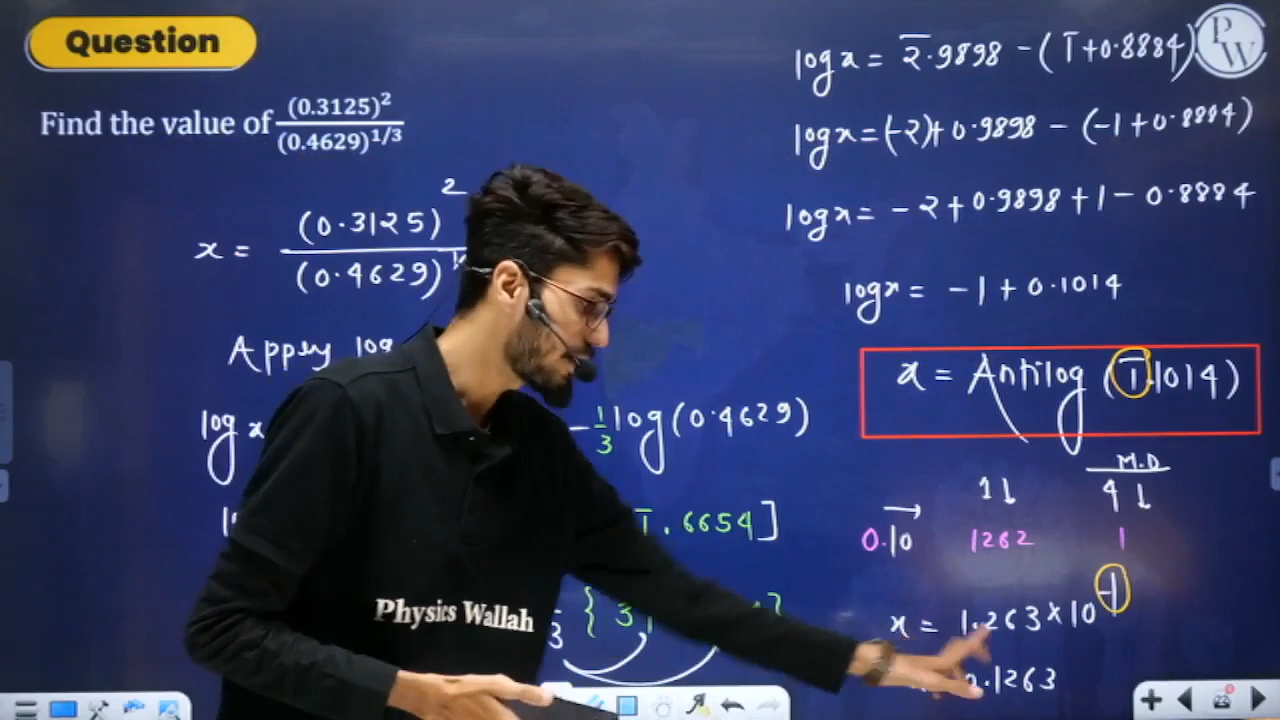 Question
Find the value of (0.3125)² / (0.4629)^1/3
x = (0.3125)² / (0.4629)
Apply log
log x
- 1/3 log(0.4629)
1̄.6654]
{ 3
log x = 2̄.9898 - (1̄+0.8884)
log x = (-2)+0.9898 - (-1+0.8884)
log x = -2+0.9898+1-0.8884
log x = -1+0.1014
x = Antilog (1̄.1014)
M.D
1↓ 4↓
0.10 1262 1
x = 1.263×10^-1
0.1263
PW
Physics Wallah